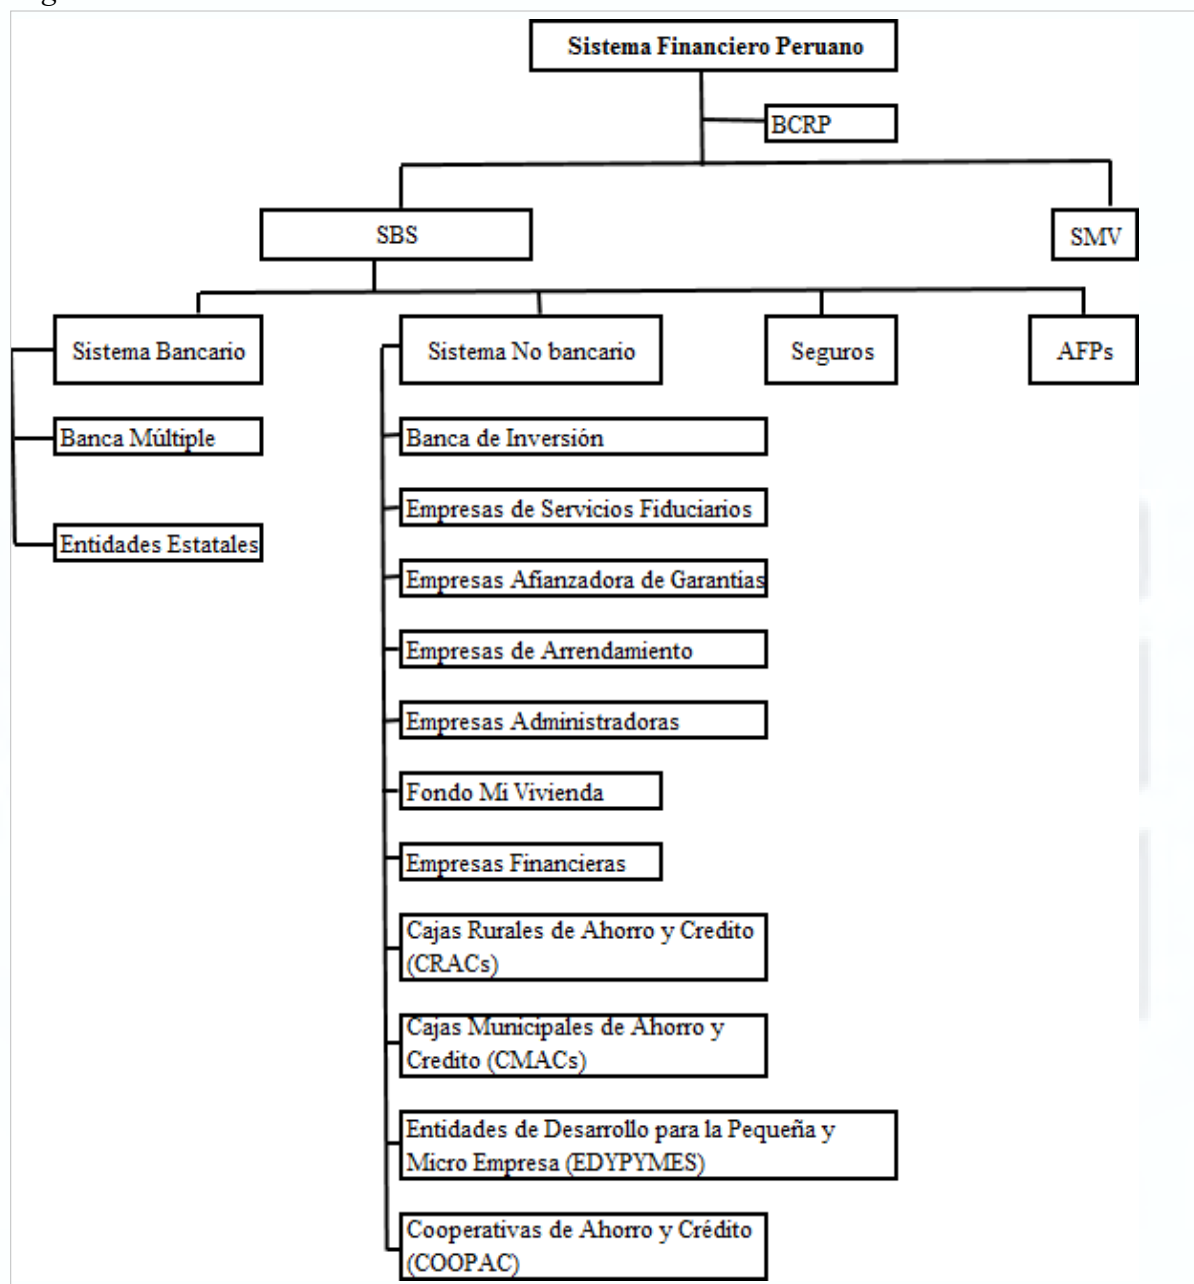 Sistema Financiero Peruano
BCRP
SBS
SMV
Sistema Bancario
Sistema No bancario
Seguros
AFPs
Banca Múltiple
Entidades Estatales
Banca de Inversión
Empresas de Servicios Fiduciarios
Empresas Afianzadora de Garantias
Empresas de Arrendamiento
Empresas Administradoras
Fondo Mi Vivienda
Empresas Financieras
Cajas Rurales de Ahorro y Credito
(CRACs)
Cajas Municipales de Ahorro y
Credito (CMACs)
Entidades de Desarrollo para la Pequeña y
Micro Empresa (EDYPYMES)
Cooperativas de Ahorro y Crédito
(COOPAC)